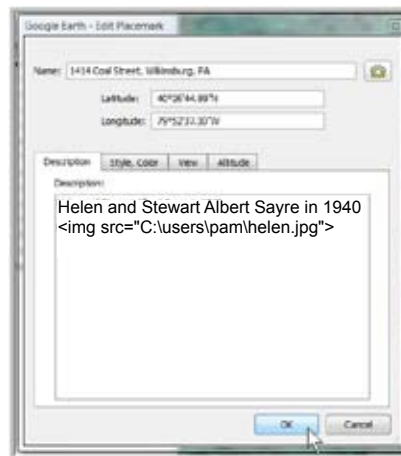 Google Earth - Edit Placemark
Name: 1414 Coal Street, Wilkinsburg, PA
Latitude:
Longitude:
Description Style, Color View Altitude
Description:
Helen and Stewart Albert Sayre in 1940
<img src="C:\users\pam\helen.jpg">
OK Cancel